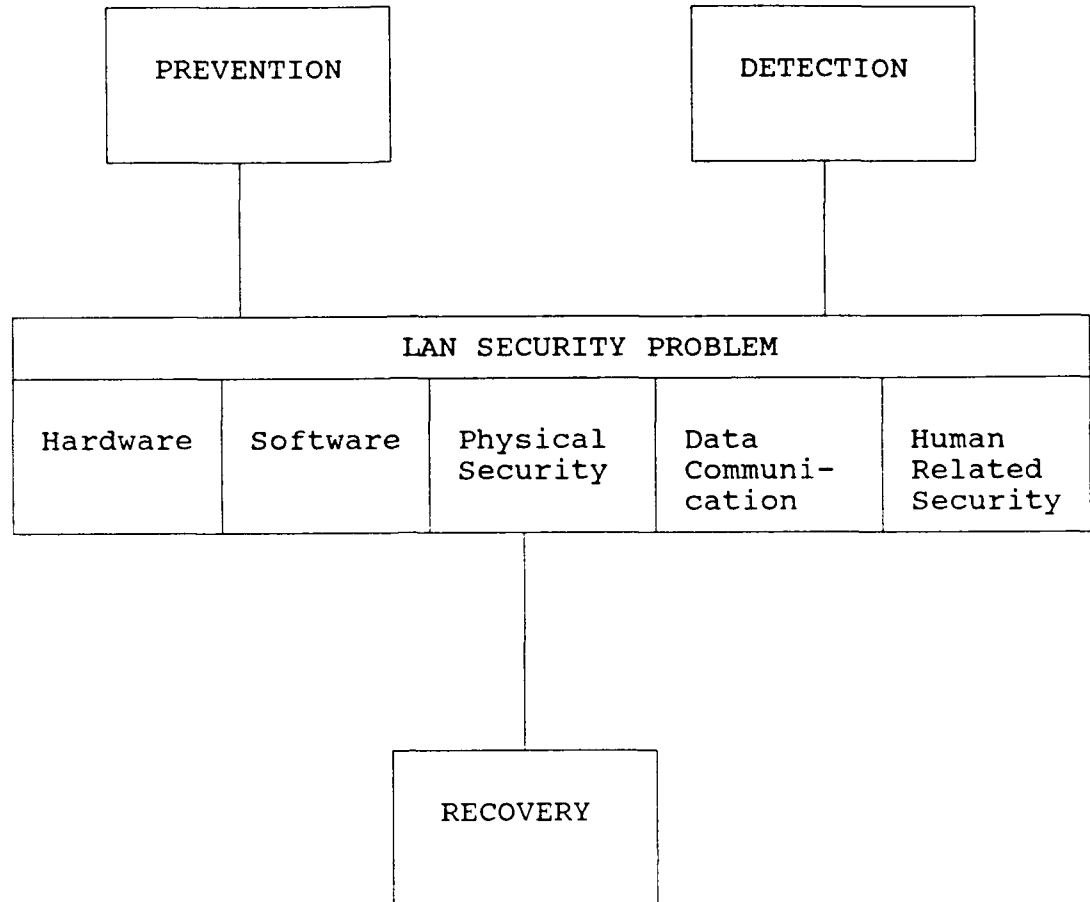 PREVENTION
DETECTION
LAN SECURITY PROBLEM
Hardware
Software
Physical
Security
Data
Communi-
cation
Human
Related
Security
RECOVERY